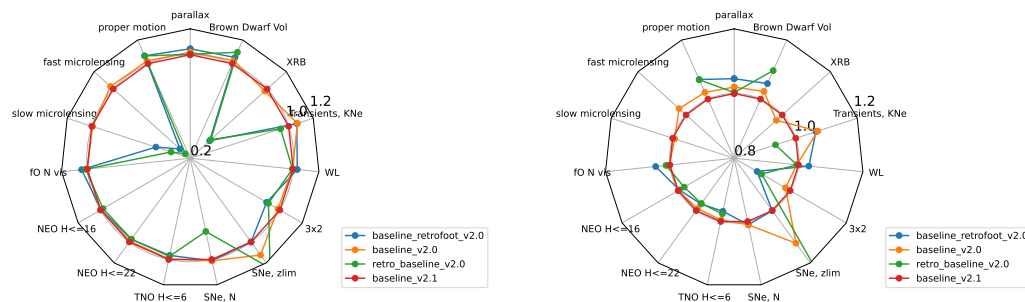 parallax
proper motion
Brown Dwarf Vol
fast microlensing
XRB
slow microlensing
Transients, KNe
fO N vis
WL
NEO H<=16
3x2
NEO H<=22
SNe, zlim
TNO H<=6
SNe, N
0.2
1.0
1.2
baseline_retrofoot_v2.0
baseline_v2.0
retro_baseline_v2.0
baseline_v2.1
parallax
proper motion
Brown Dwarf Vol
fast microlensing
XRB
slow microlensing
Transients, KNe
fO N vis
WL
NEO H<=16
3x2
NEO H<=22
SNe, zlim
TNO H<=6
SNe, N
0.8
1.0
1.2
baseline_retrofoot_v2.0
baseline_v2.0
retro_baseline_v2.0
baseline_v2.1